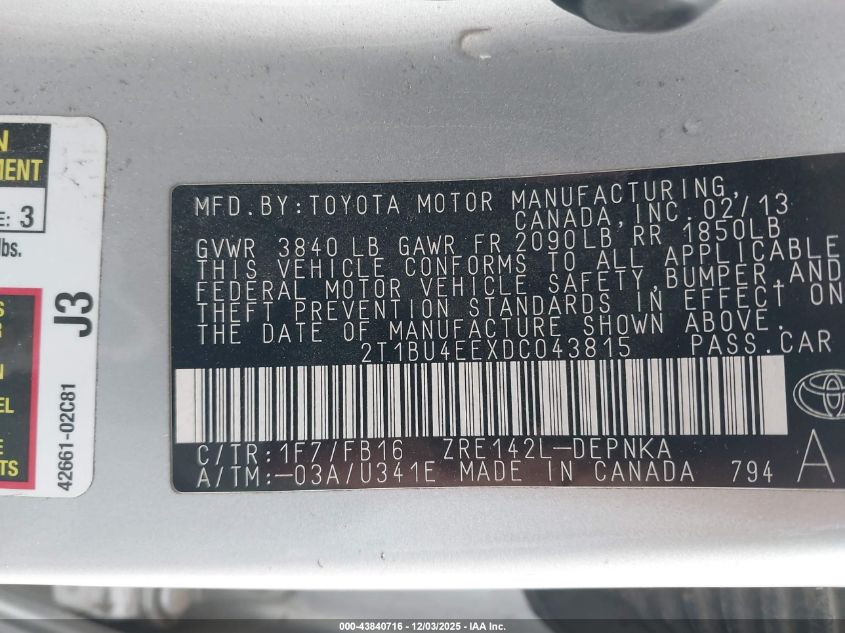 N
MENT
E: 3
lbs.
S
R
N
EL
E
TS
J3
42661-02C81
MFD.BY:TOYOTA MOTOR MANUFACTURING,
CANADA,INC.02/13
GVWR 3840 LB GAWR FR 2090LB RR 1850LB
THIS VEHICLE CONFORMS TO ALL APPLICABLE
FEDERAL MOTOR VEHICLE SAFETY,BUMPER,AND
THEFT PREVENTION STANDARDS IN EFFECT ON
THE DATE OF MANUFACTURE SHOWN ABOVE.
2T1BU4EEXDC043815 PASS.CAR
C/TR:1F7/FB16 ZRE142L-DEPNKA
A/TM:-03A/U341E MADE IN CANADA 794
A
000-43840716 - 12/03/2025 - IAA Inc.